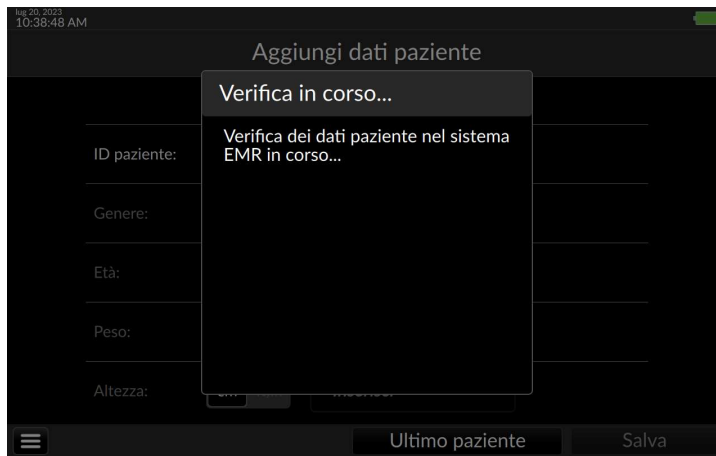 lug 20, 2023
10:38:48 AM
Aggiungi dati paziente
Verifica in corso...
Verifica dei dati paziente nel sistema
EMR in corso...
ID paziente:
Genere:
Età:
Peso:
Altezza:
Ultimo paziente
Salva